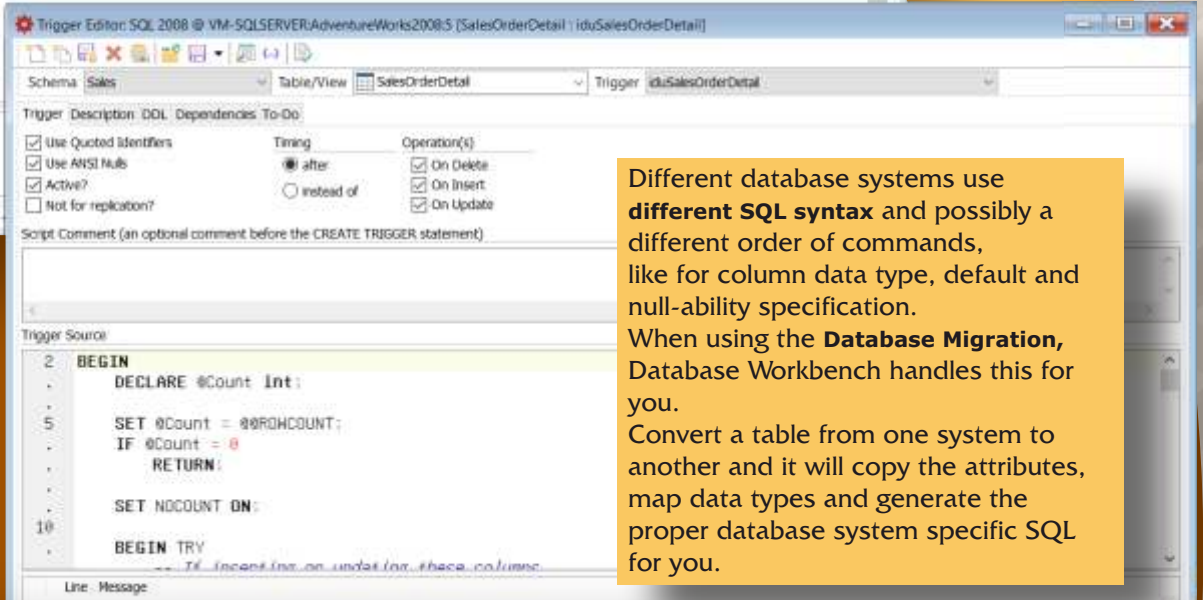 Trigger Editor: SQL 2008 @ VM-SQLSERVER:AdventureWorks2008:5 [SalesOrderDetail : iduSalesOrderDetail]
Schema Sales Table/View SalesOrderDetail Trigger iduSalesOrderDetail
Trigger Description DDL Dependencies To-Do
Use Quoted Identifiers Timing Operation(s)
Use ANSI Nulls after On Delete
Active? instead of On Insert
Not for replication? On Update
Script Comment (an optional comment before the CREATE TRIGGER statement)
Trigger Source
2 BEGIN
DECLARE @Count int;
5 SET @Count = @@ROWCOUNT;
IF @Count = 0
RETURN;
SET NOCOUNT ON;
10
BEGIN TRY
-- If inserting or updating these columns
Line Message
Different database systems use
different SQL syntax and possibly a
different order of commands,
like for column data type, default and
null-ability specification.
When using the Database Migration,
Database Workbench handles this for
you.
Convert a table from one system to
another and it will copy the attributes,
map data types and generate the
proper database system specific SQL
for you.